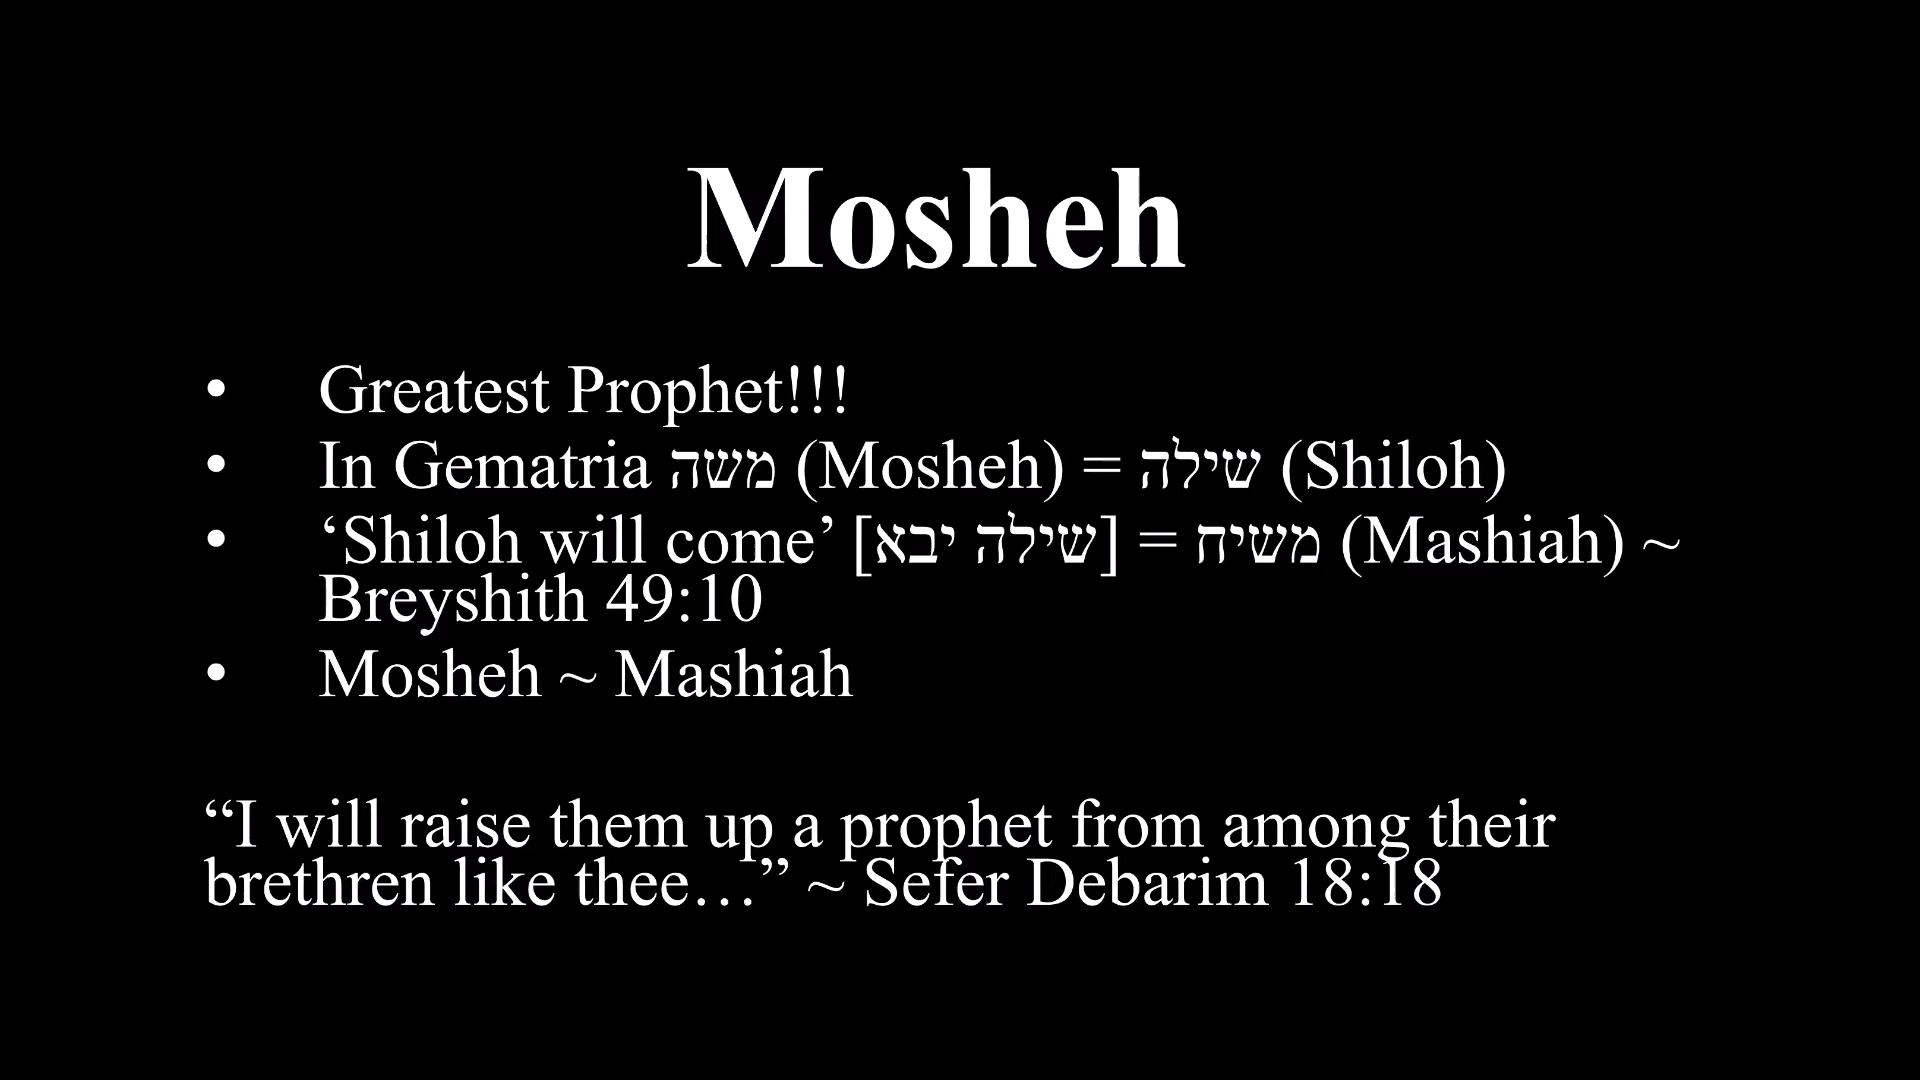 Mosheh
• Greatest Prophet!!!
• In Gematria משה (Mosheh) = שילה (Shiloh)
• ‘Shiloh will come’ [שילה יבא] = משיח (Mashiah) ~
Breyshith 49:10
• Mosheh ~ Mashiah
“I will raise them up a prophet from among their
brethren like thee…” ~ Sefer Debarim 18:18